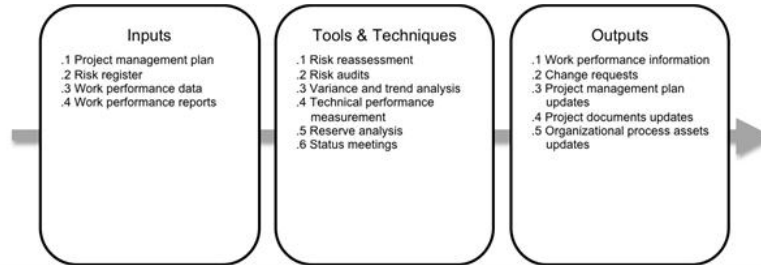 Inputs
.1 Project management plan
.2 Risk register
.3 Work performance data
.4 Work performance reports
Tools & Techniques
.1 Risk reassessment
.2 Risk audits
.3 Variance and trend analysis
.4 Technical performance
measurement
.5 Reserve analysis
.6 Status meetings
Outputs
.1 Work performance information
.2 Change requests
.3 Project management plan
updates
.4 Project documents updates
.5 Organizational process assets
updates